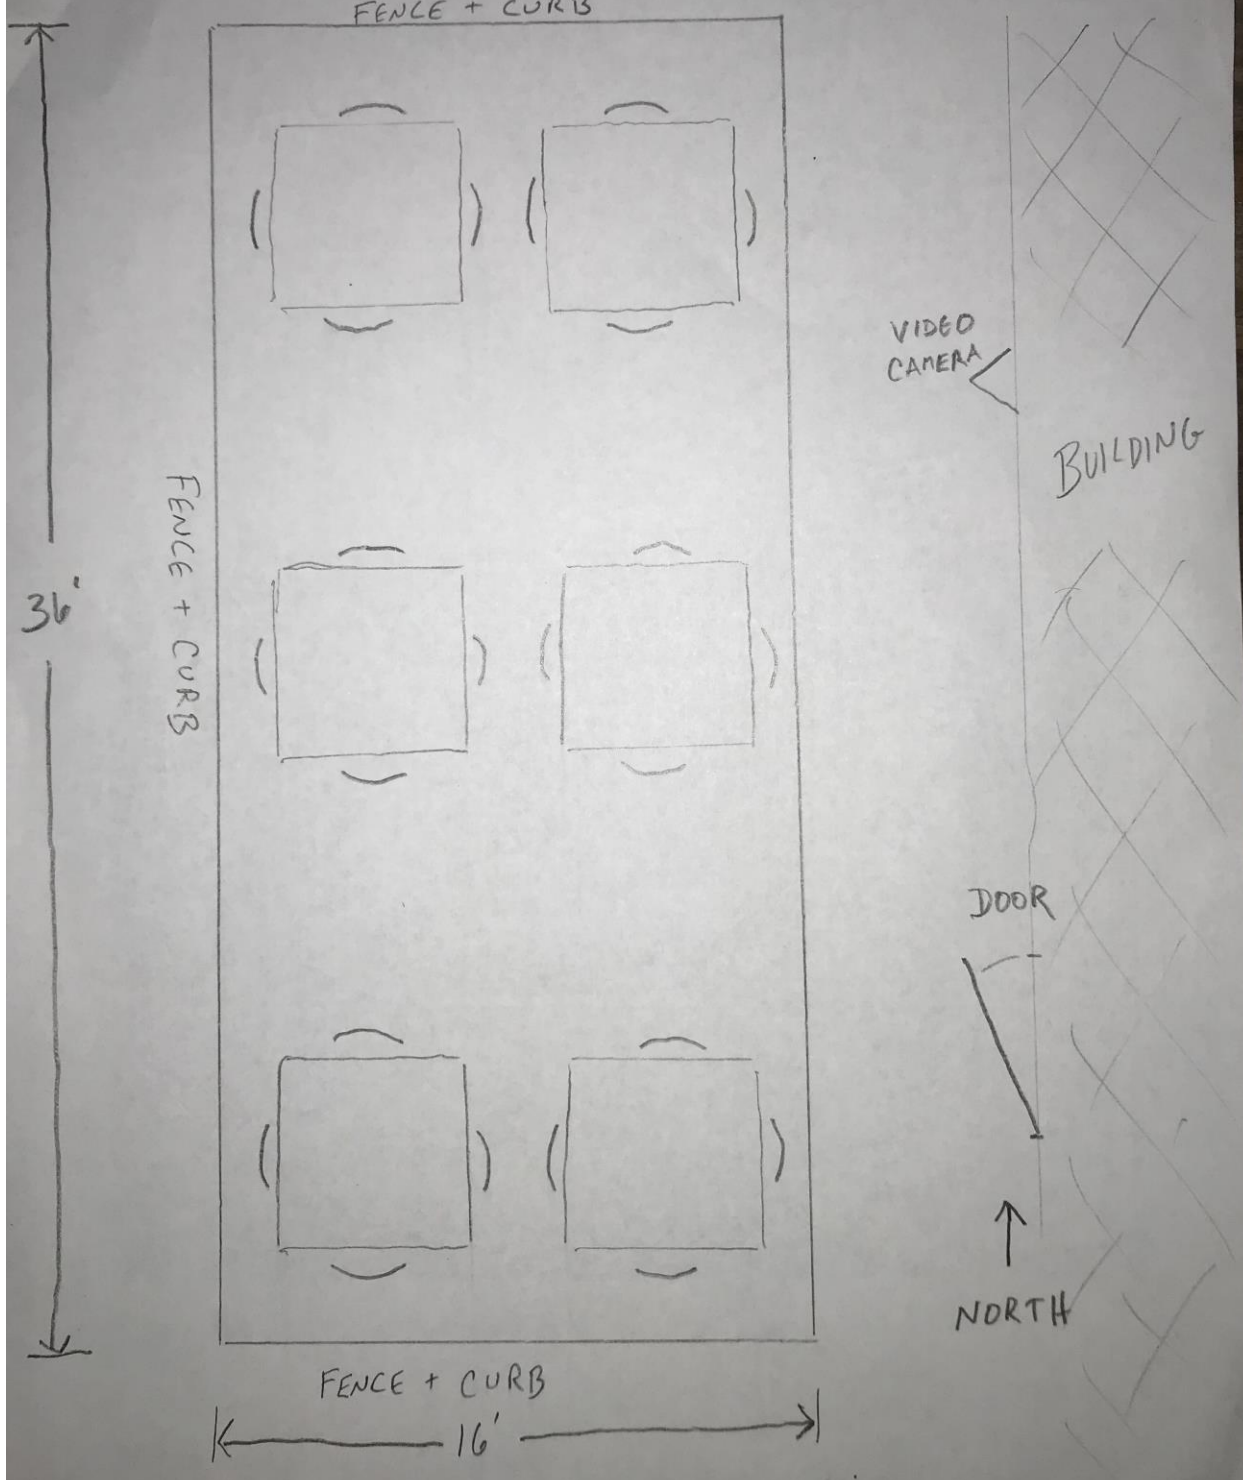 FENCE + CURB
VIDEO
CAMERA
BUILDING
FENCE + CURB
36'
DOOR
NORTH
FENCE + CURB
16'